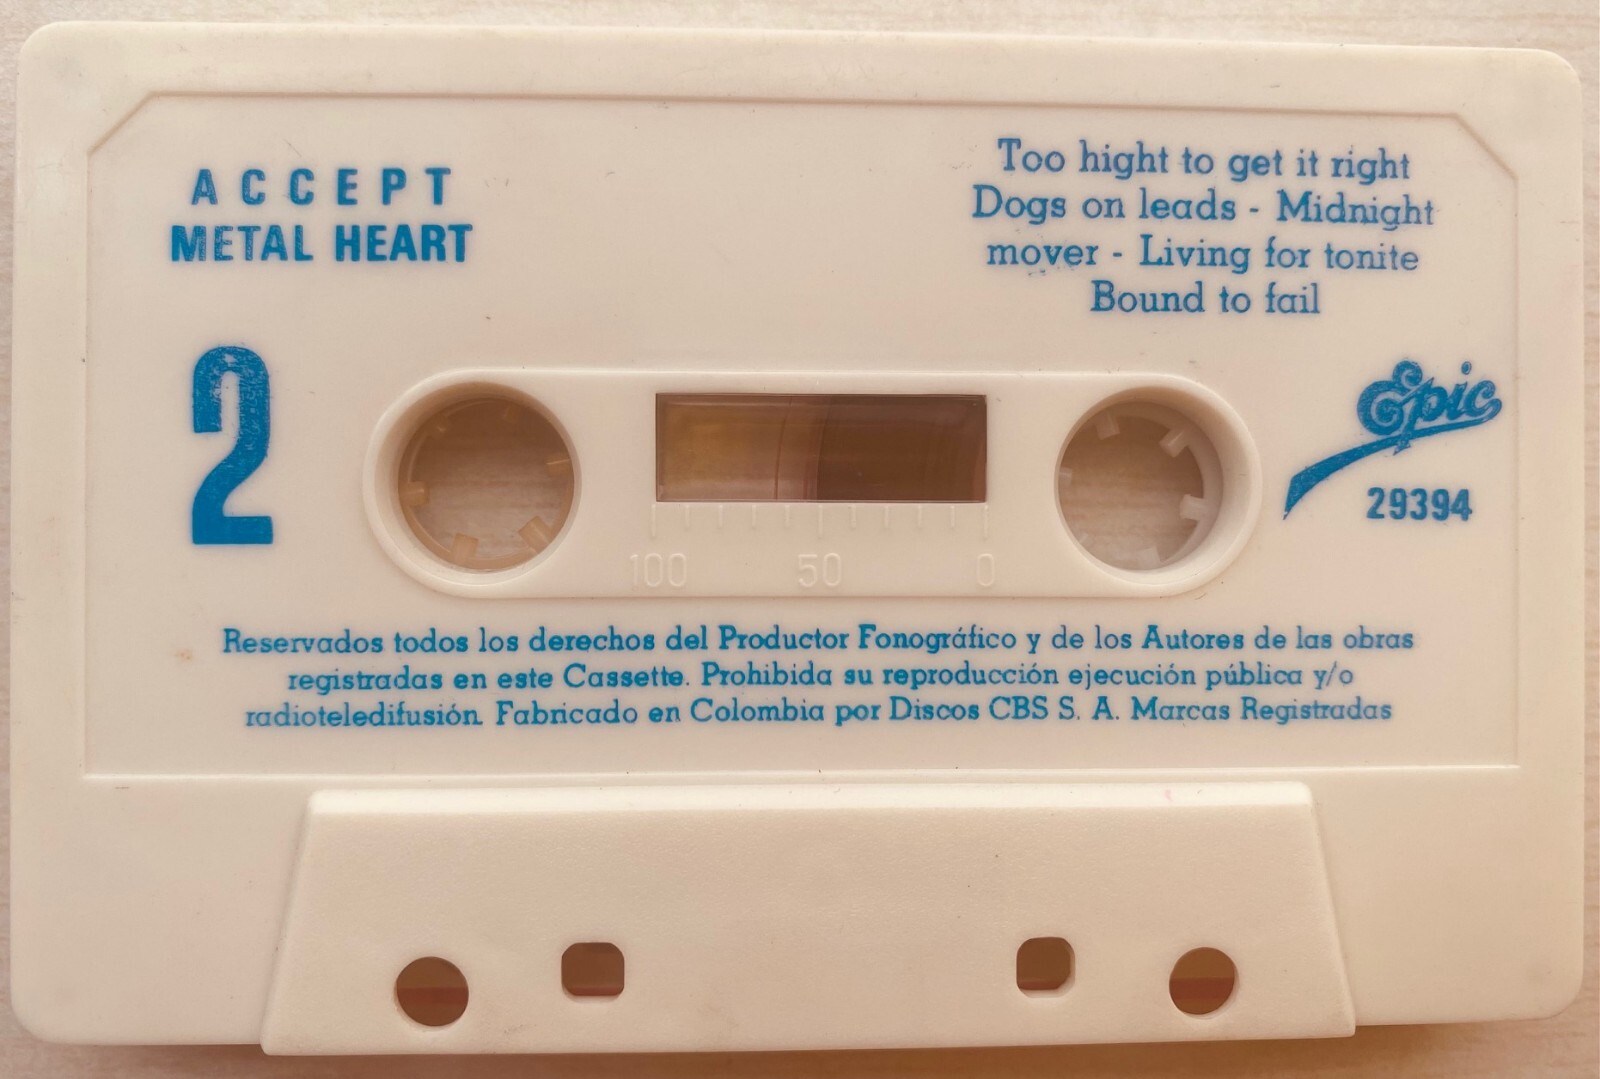 ACCEPT
METAL HEART
Too hight to get it right
Dogs on leads - Midnight
mover - Living for tonite
Bound to fail
2
Epic
29394
100 50 0
Reservados todos los derechos del Productor Fonográfico y de los Autores de las obras
registradas en este Cassette. Prohibida su reproducción ejecución pública y/o
radioteledifusión. Fabricado en Colombia por Discos CBS S. A. Marcas Registradas